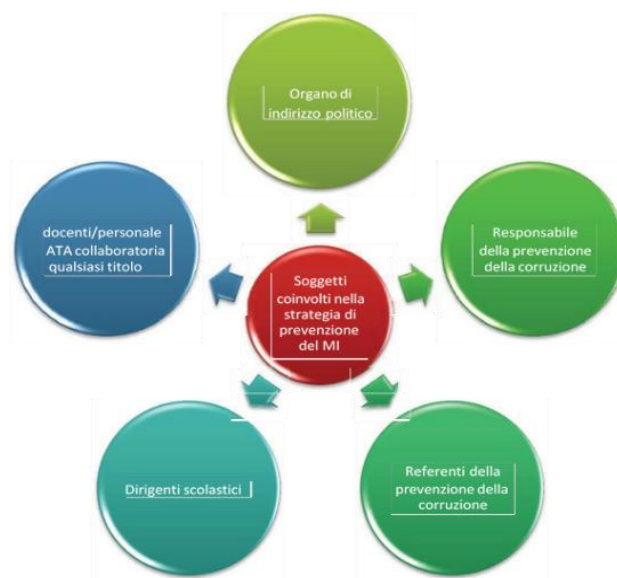 Organo di
indirizzo politico
docenti/personale
ATA collaboratoria
qualsiasi titolo
Responsabile
della prevenzione
della corruzione
Soggetti
coinvolti nella
strategia di
prevenzione
del MI
Dirigenti scolastici
Referenti della
prevenzione della
corruzione